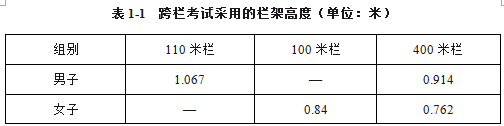 表 1-1 跨栏考试采用的栏架高度（单位：米）
组别 110 米栏 100 米栏 400 米栏
男子 1.067 — 0.914
女子 — 0.84 0.762